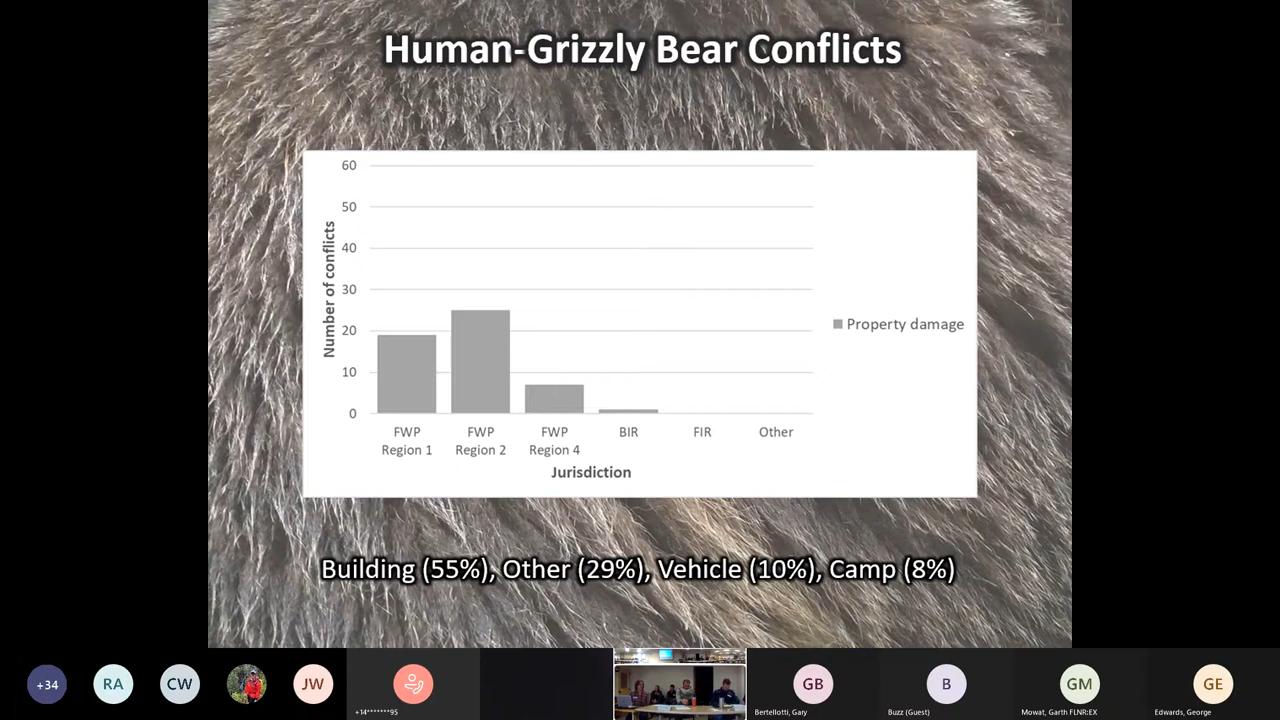 Human-Grizzly Bear Conflicts
60
50
40
30
20
10
0
Number of conflicts
FWP Region 1
FWP Region 2
FWP Region 4
BIR
FIR
Other
Jurisdiction
Property damage
Building (55%), Other (29%), Vehicle (10%), Camp (8%)
+34
RA
CW
JW
+14*******95
GB
Bertellotti, Gary
B
Buzz (Guest)
GM
Mowat, Garth FLNR:EX
GE
Edwards, George